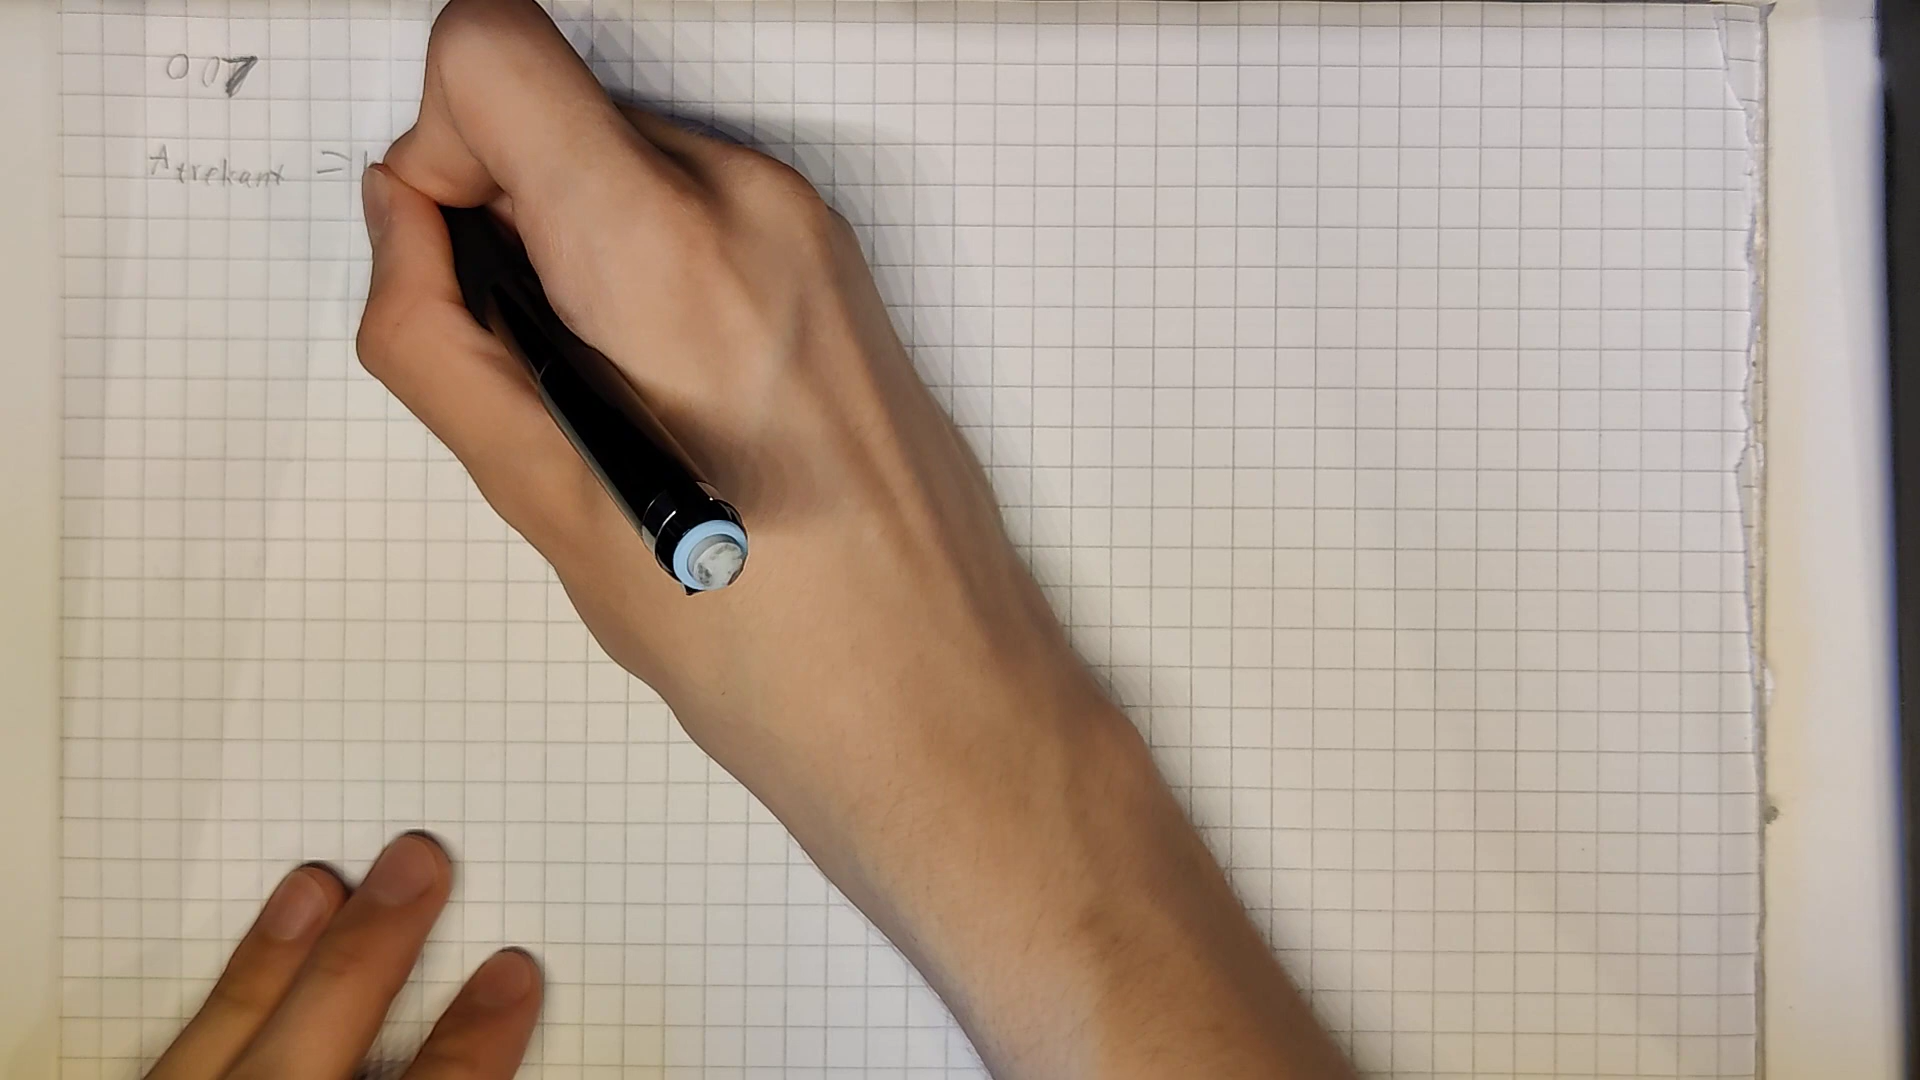 007
Atrekant =